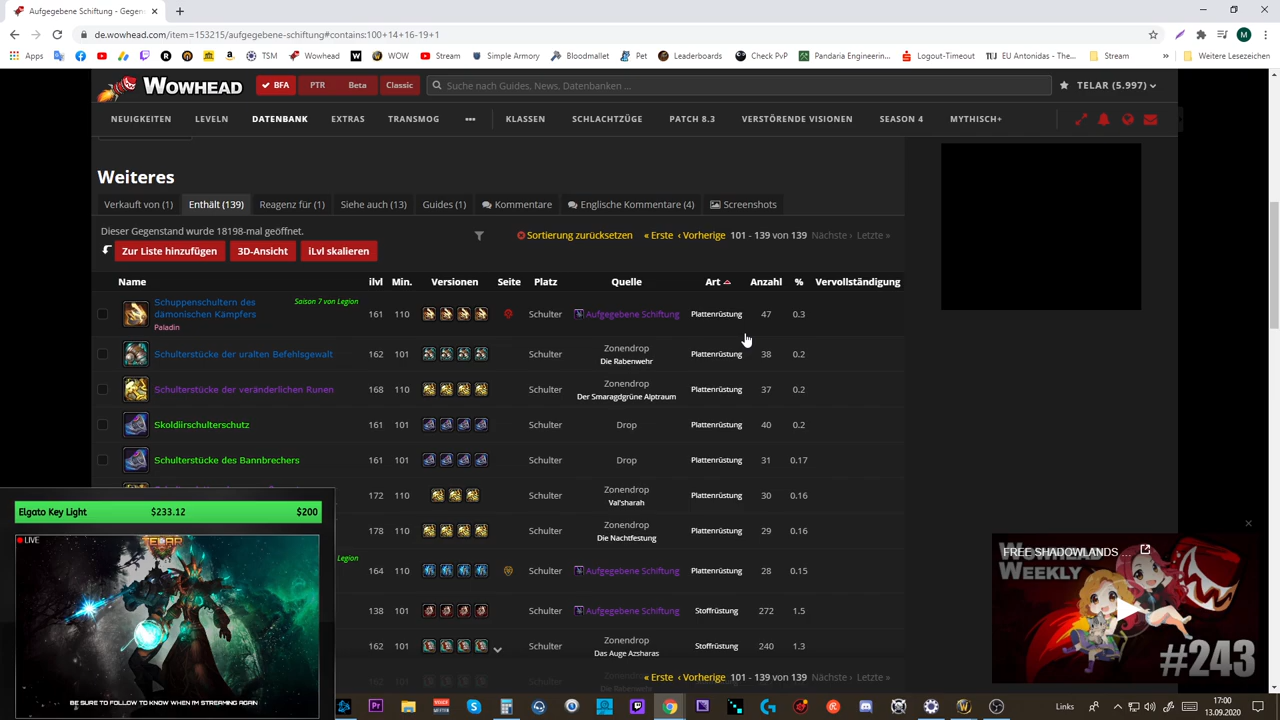 Aufgegebene Schiftung - Gegen
de.wowhead.com/item=153215/aufgegebene-schiftung#contains:100+14+16-19+1
Apps TSM Wowhead WOW Stream Simple Armory Bloodmallet Pet Leaderboards Check PvP Pandaria Engineerin... Logout-Timeout EU Antonidas - The... Stream Weitere Lesezeichen
WOWHEAD BFA PTR Beta Classic Suche nach Guides, News, Datenbanken ... TELAR (5.997)
NEUIGKEITEN LEVELN DATENBANK EXTRAS TRANSMOG ••• KLASSEN SCHLACHTZÜGE PATCH 8.3 VERSTÖRENDE VISIONEN SEASON 4 MYTHISCH+
Weiteres
Verkauft von (1) Enthält (139) Reagenz für (1) Siehe auch (13) Guides (1) Kommentare Englische Kommentare (4) Screenshots
Dieser Gegenstand wurde 18198-mal geöffnet. Sortierung zurücksetzen « Erste ‹ Vorherige 101 - 139 von 139 Nächste › Letzte »
Zur Liste hinzufügen 3D-Ansicht iLvl skalieren
Name ilvl Min. Versionen Seite Platz Quelle Art Anzahl % Vervollständigung
Schuppenschultern des dämonischen Kämpfers Saison 7 von Legion 161 110 Schulter Aufgegebene Schiftung Plattenrüstung 47 0.3
Paladin
Schulterstücke der uralten Befehlsgewalt 162 101 Schulter Zonendrop Plattenrüstung 38 0.2
Die Rabenwehr
Schulterstücke der veränderlichen Runen 168 110 Schulter Zonendrop Plattenrüstung 37 0.2
Der Smaragdgrüne Alptraum
Skoldiirschulterschutz 161 101 Schulter Drop Plattenrüstung 40 0.2
Schulterstücke des Bannbrechers 161 101 Schulter Drop Plattenrüstung 31 0.17
172 110 Schulter Zonendrop Plattenrüstung 30 0.16
Val'sharah
178 110 Schulter Zonendrop Plattenrüstung 29 0.16
Die Nachtfestung
Legion 164 110 Schulter Aufgegebene Schiftung Plattenrüstung 28 0.15
138 101 Schulter Aufgegebene Schiftung Stoffrüstung 272 1.5
162 101 Schulter Zonendrop Stoffrüstung 240 1.3
Das Auge Azsharas
« Erste ‹ Vorherige 101 - 139 von 139 Nächste › Letzte »
Elgato Key Light $233.12 $200
LIVE
TELAR
BE SURE TO FOLLOW TO KNOW WHEN I'M STREAMING AGAIN
FREE SHADOWLANDS ...
WOWHEAD
WEEKLY
#243
Links 17:00
13.09.2020